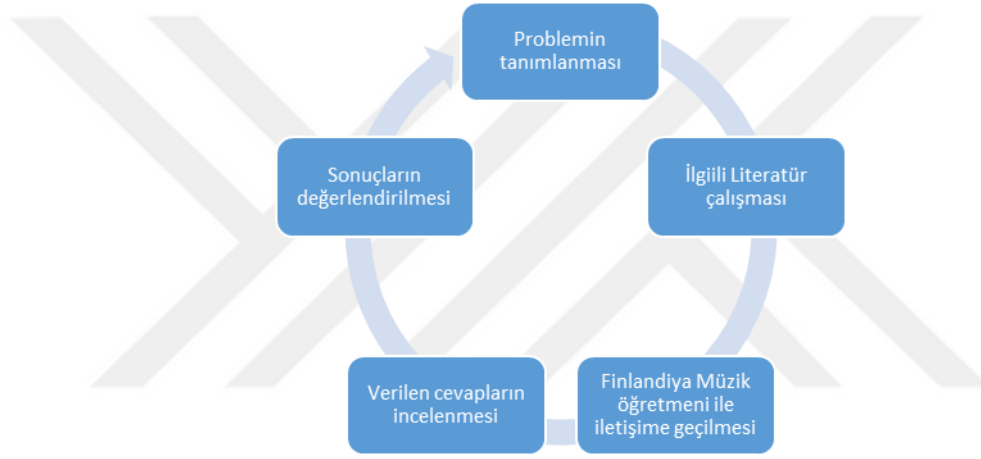 Problemin
tanımlanması
İlgiili Literatür
çalışması
Finlandiya Müzik
öğretmeni ile
iletişime geçilmesi
Verilen cevapların
incelenmesi
Sonuçların
değerlendirilmesi